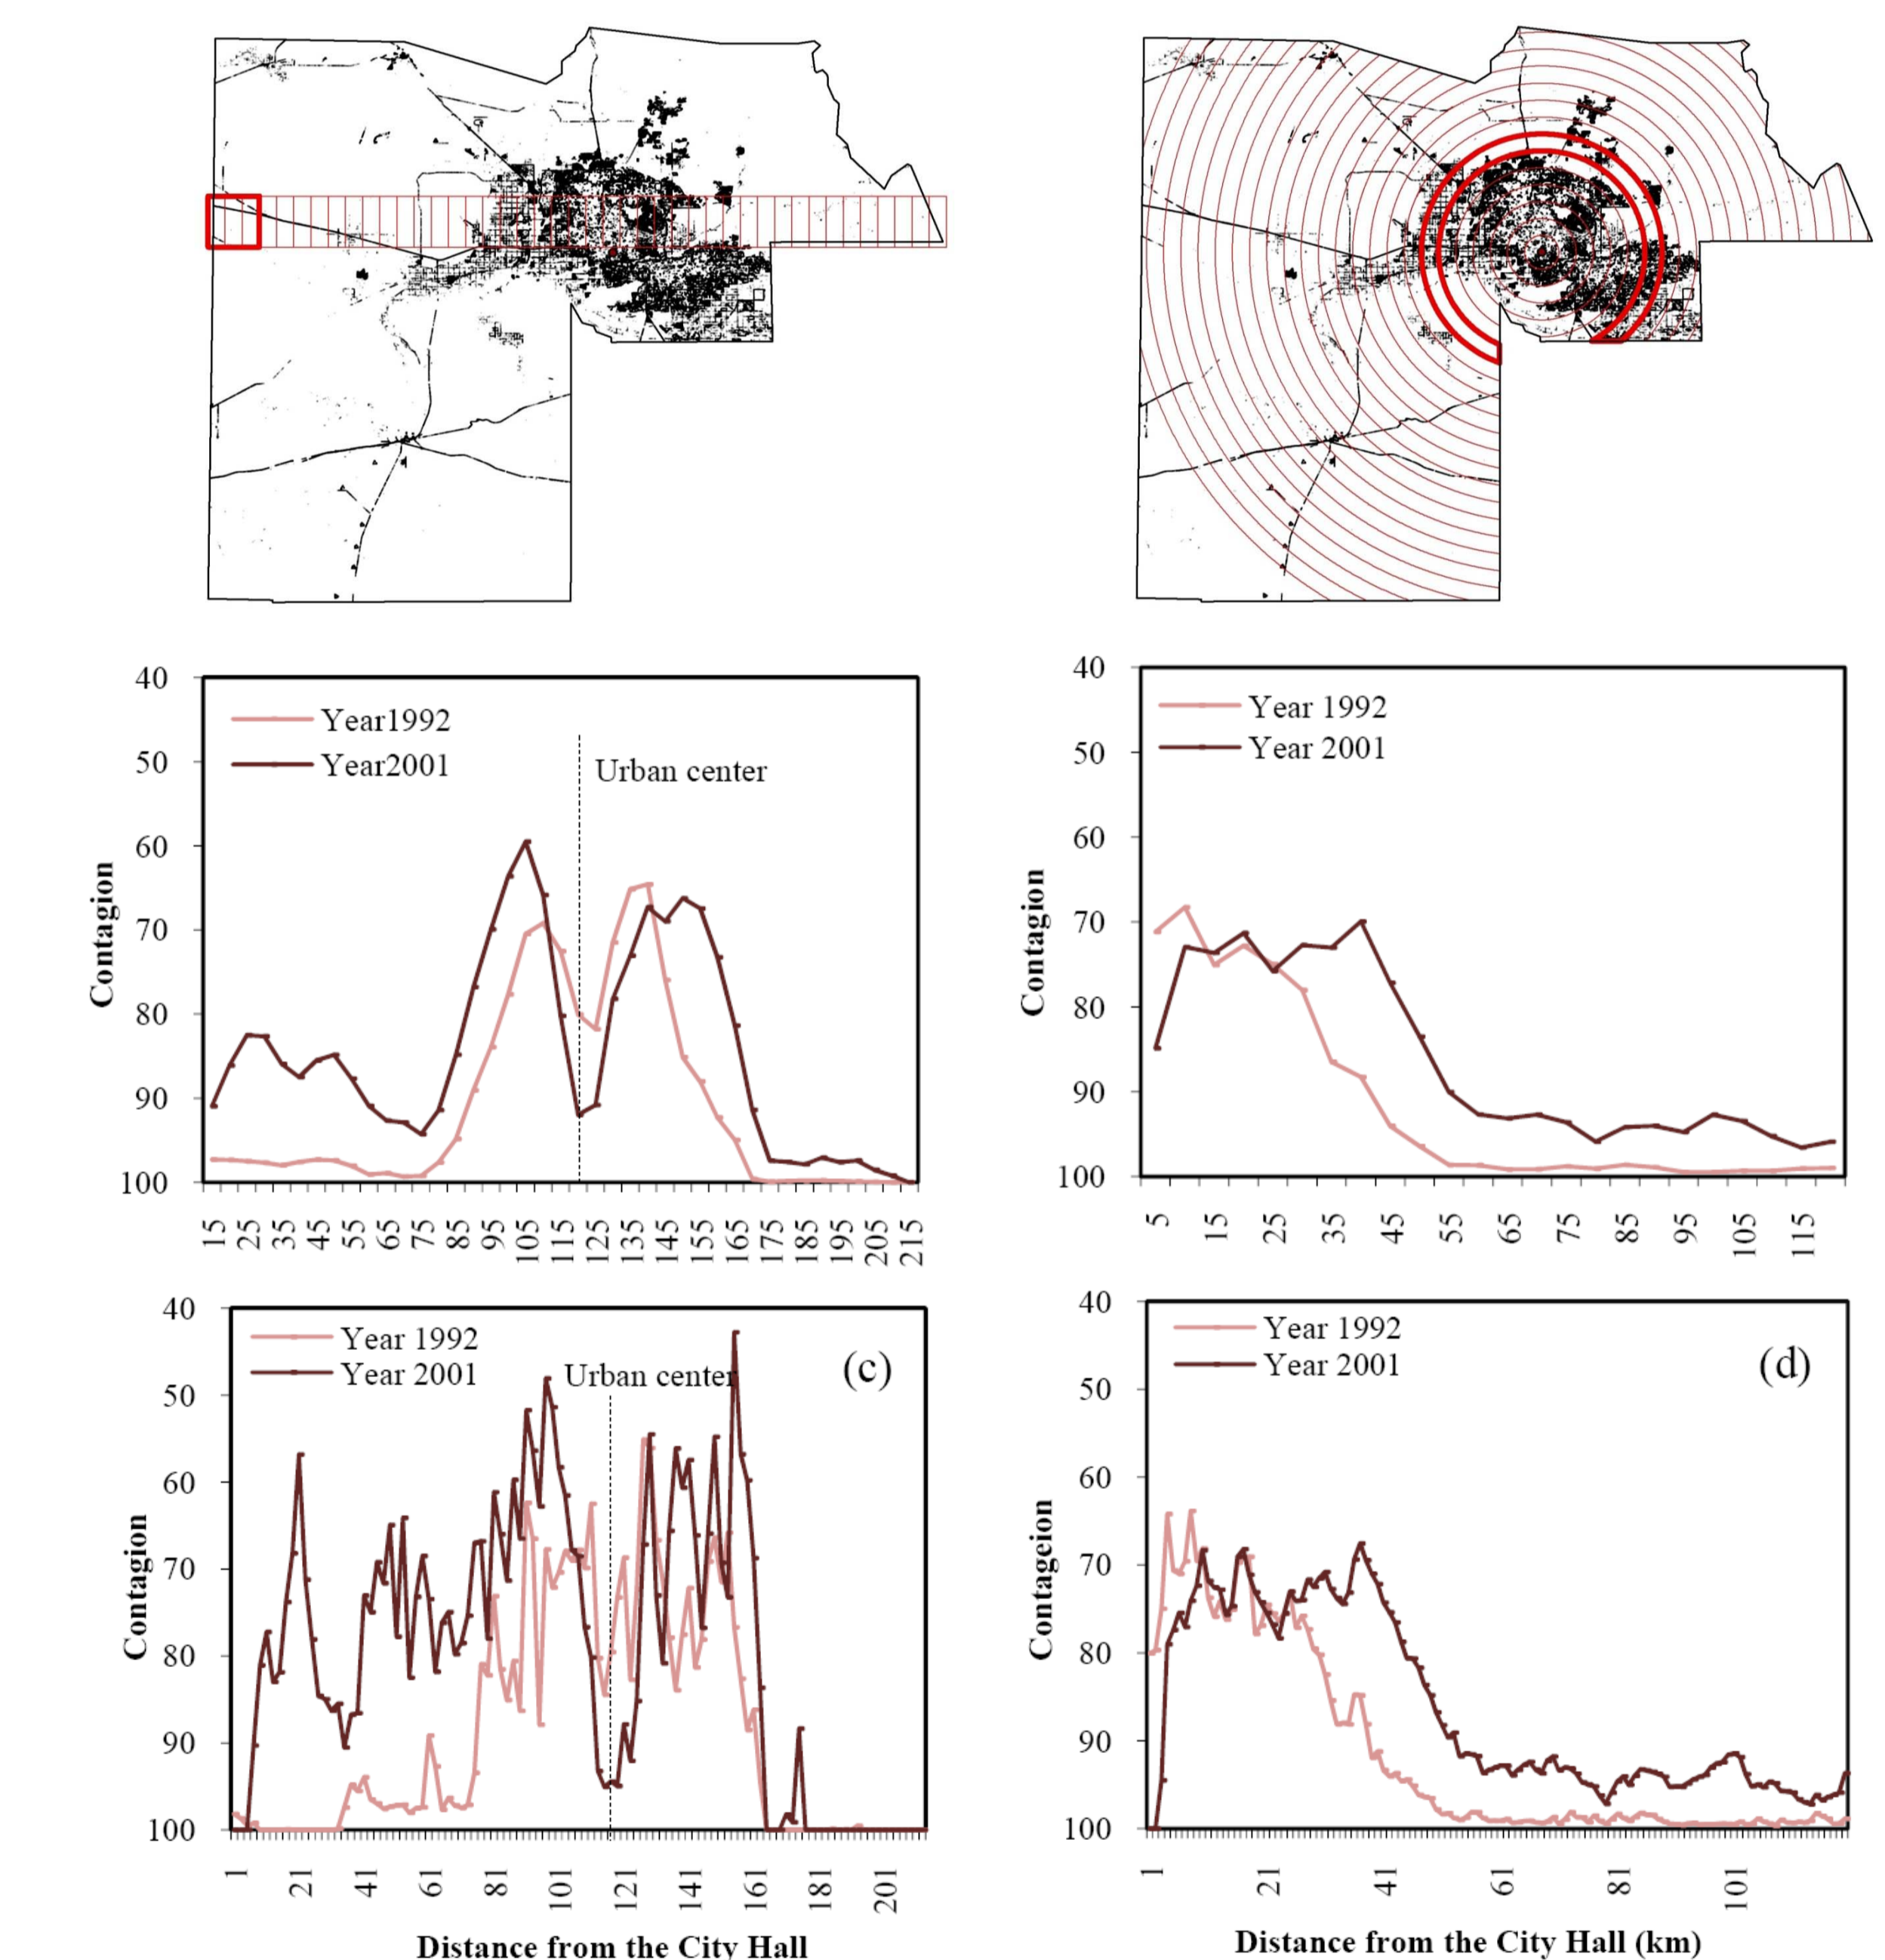 40
50
60
70
80
90
100
Contagion
Year1992
Year2001
Urban center
15 25 35 45 55 65 75 85 95 105 115 125 135 145 155 165 175 185 195 205 215
40
50
60
70
80
90
100
Contagion
Year 1992
Year 2001
5 15 25 35 45 55 65 75 85 95 105 115
40
50
60
70
80
90
100
Contagion
Year 1992
Year 2001
Urban center
(c)
1 21 41 61 81 101 121 141 161 181 201
Distance from the City Hall
40
50
60
70
80
90
100
Contageion
Year 1992
Year 2001
(d)
1 21 41 61 81 101
Distance from the City Hall (km)